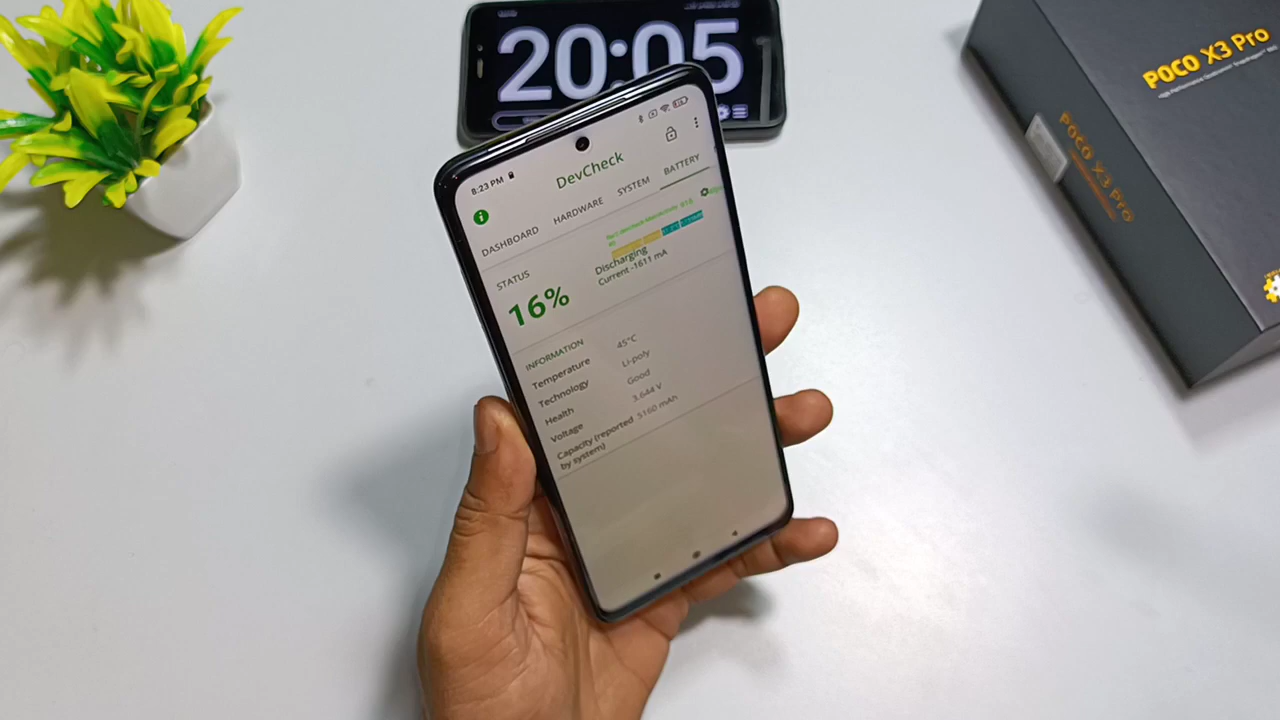 20:05
POCO X3 Pro
POCO X3 Pro
8:23 PM
DevCheck
DASHBOARD
HARDWARE
SYSTEM
BATTERY
STATUS
16%
Discharging
Current -1611 mA
INFORMATION
Temperature 45°C
Technology Li-poly
Health Good
Voltage 3.644 V
Capacity (reported 5160 mAh
by system)